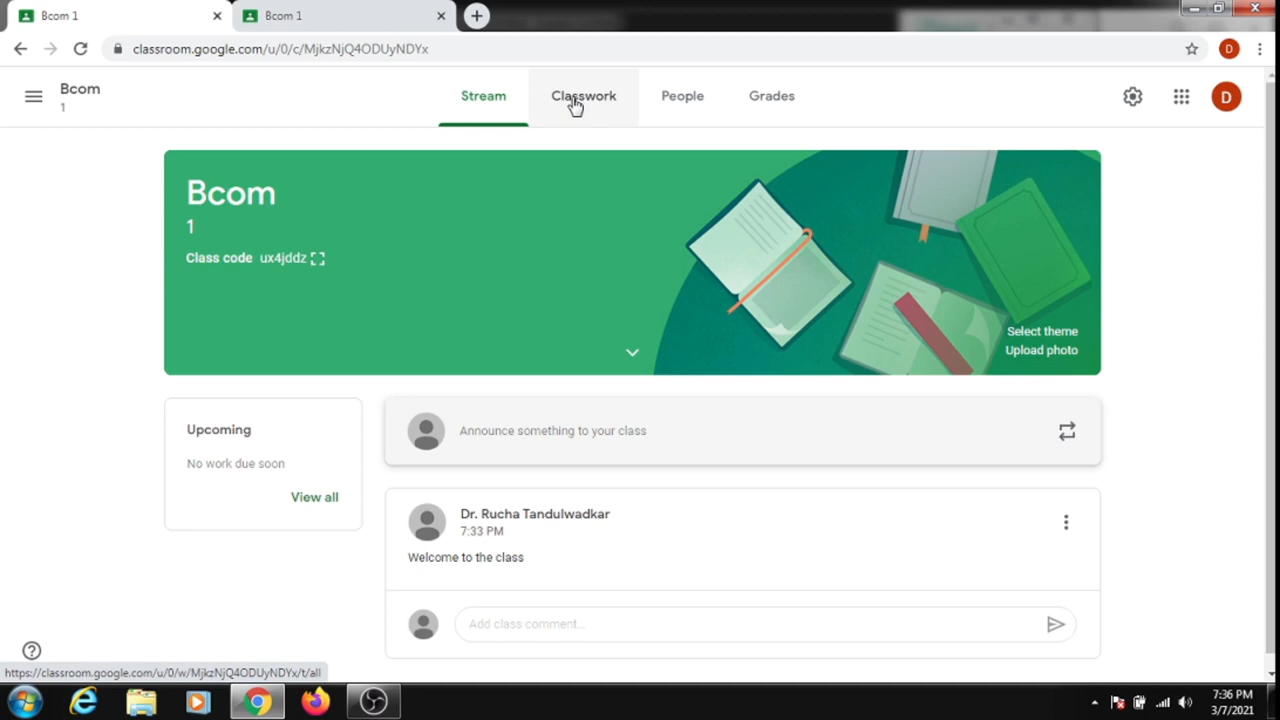 Bcom 1
Bcom 1
classroom.google.com/u/0/c/MjkzNjQ4ODUyNDYx
D
Bcom
1
Stream
Classwork
People
Grades
D
Bcom
1
Class code ux4jddz
Select theme
Upload photo
Upcoming
No work due soon
View all
Announce something to your class
Dr. Rucha Tandulwadkar
7:33 PM
Welcome to the class
Add class comment...
https://classroom.google.com/u/0/w/MjkzNjQ4ODUyNDYx/t/all
7:36 PM
3/7/2021